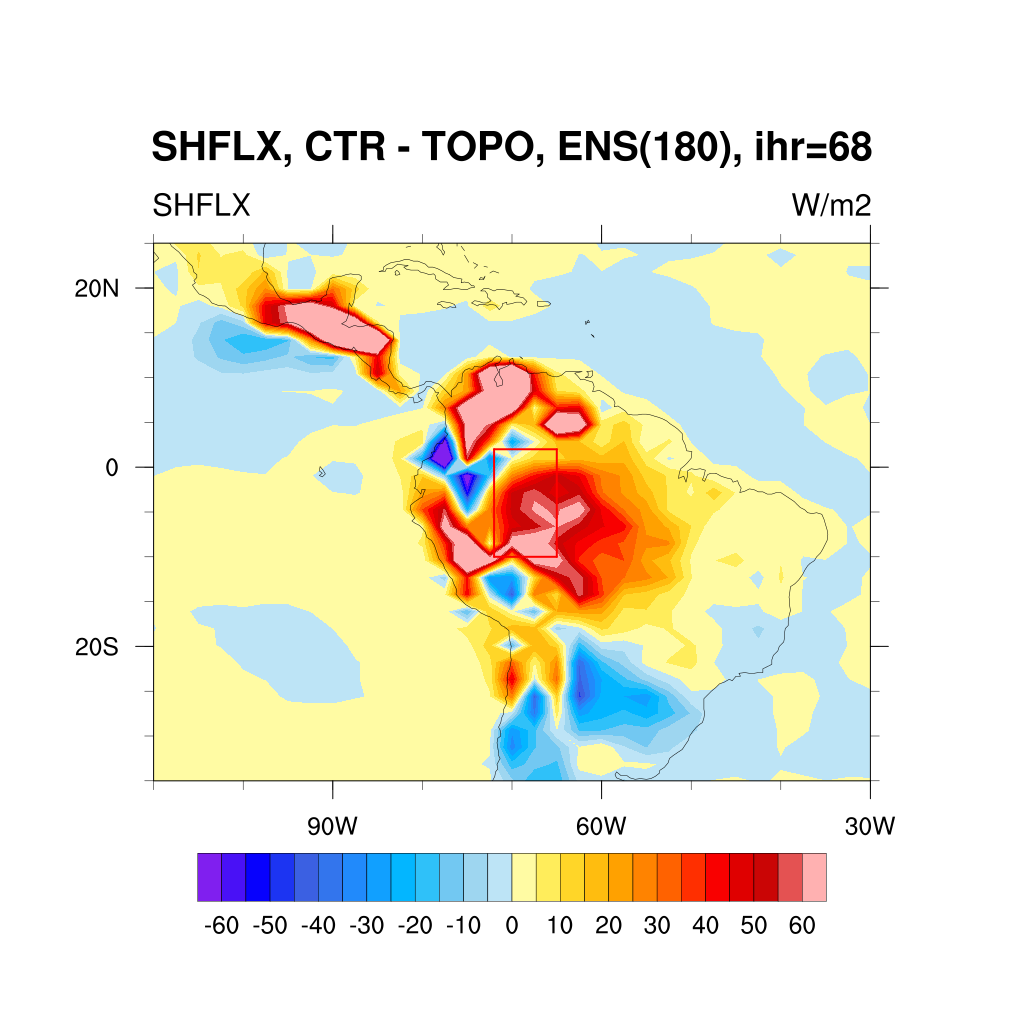 SHFLX, CTR - TOPO, ENS(180), ihr=68
SHFLX W/m2
20N
0
20S
90W 60W 30W
-60 -50 -40 -30 -20 -10 0 10 20 30 40 50 60